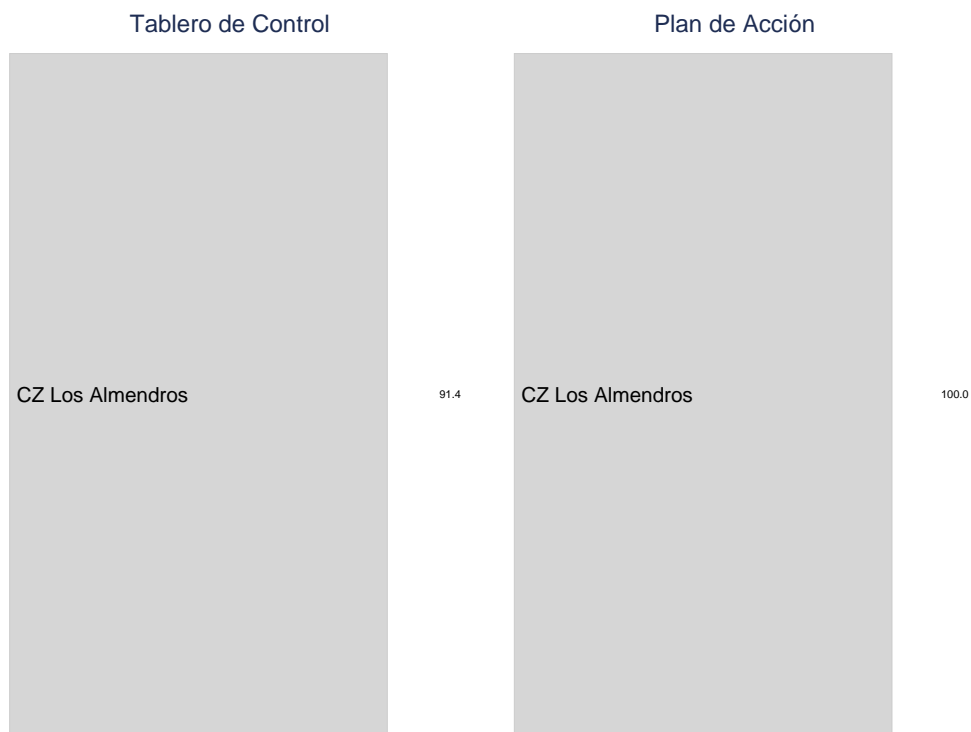 Tablero de Control
Plan de Acción
CZ Los Almendros
91.4
CZ Los Almendros
100.0